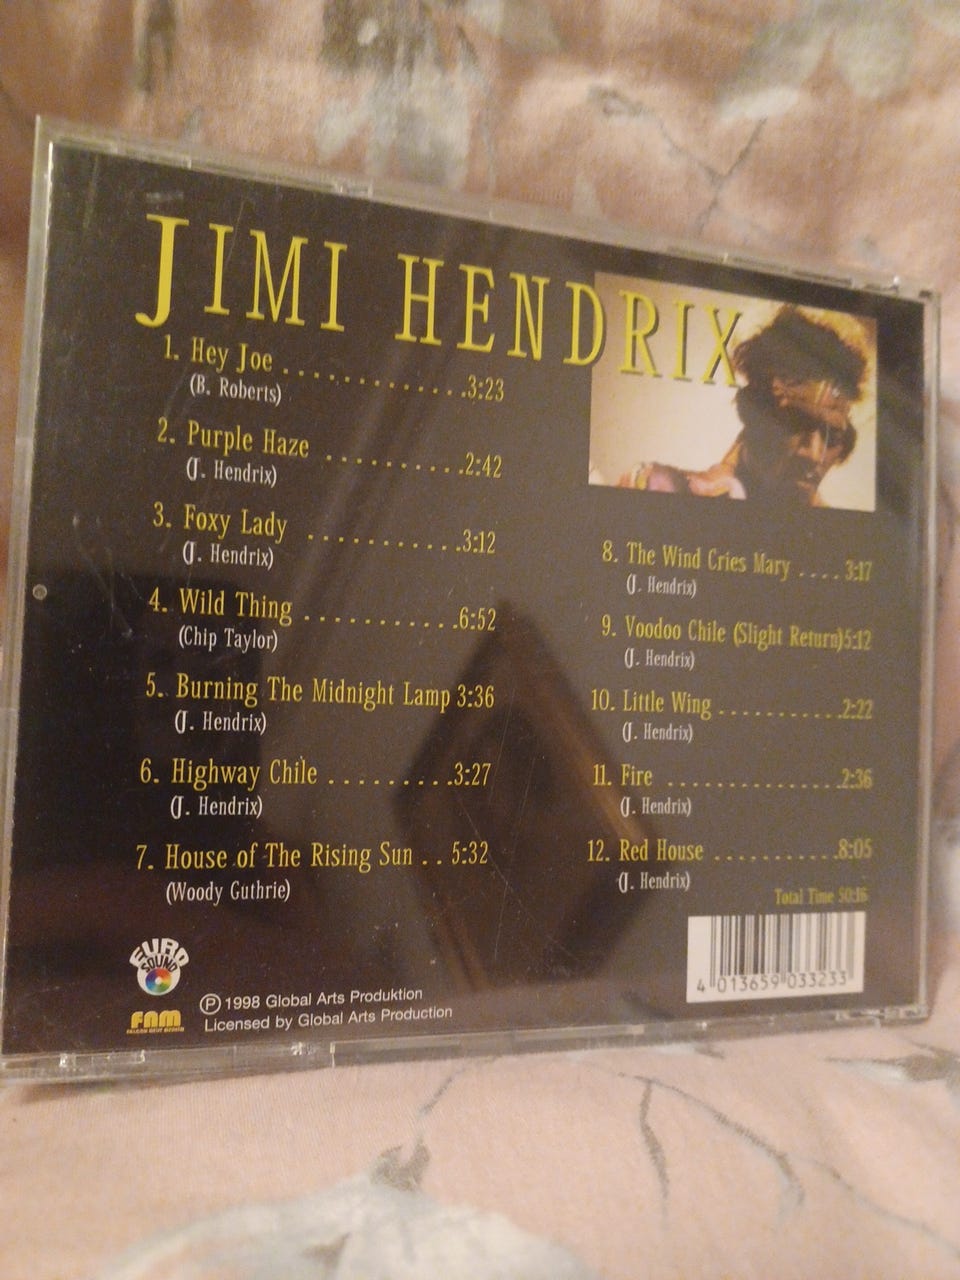 JIMI HENDRIX
1. Hey Joe ..............3:23
(B. Roberts)
2. Purple Haze ..........2:42
(J. Hendrix)
3. Foxy Lady ...........3:12
(J. Hendrix)
4. Wild Thing ...........6:52
(Chip Taylor)
5. Burning The Midnight Lamp 3:36
(J. Hendrix)
6. Highway Chile .........3:27
(J. Hendrix)
7. House of The Rising Sun .. 5:32
(Woody Guthrie)
8. The Wind Cries Mary ....3:17
(J. Hendrix)
9. Voodoo Chile (Slight Return)5:12
(J. Hendrix)
10. Little Wing ...........2:22
(J. Hendrix)
11. Fire ................2:36
(J. Hendrix)
12. Red House ...........8:05
(J. Hendrix)
Total Time 50:16
EURO
SOUND
FNM
℗ 1998 Global Arts Produktion
Licensed by Global Arts Production
4 013659 033233